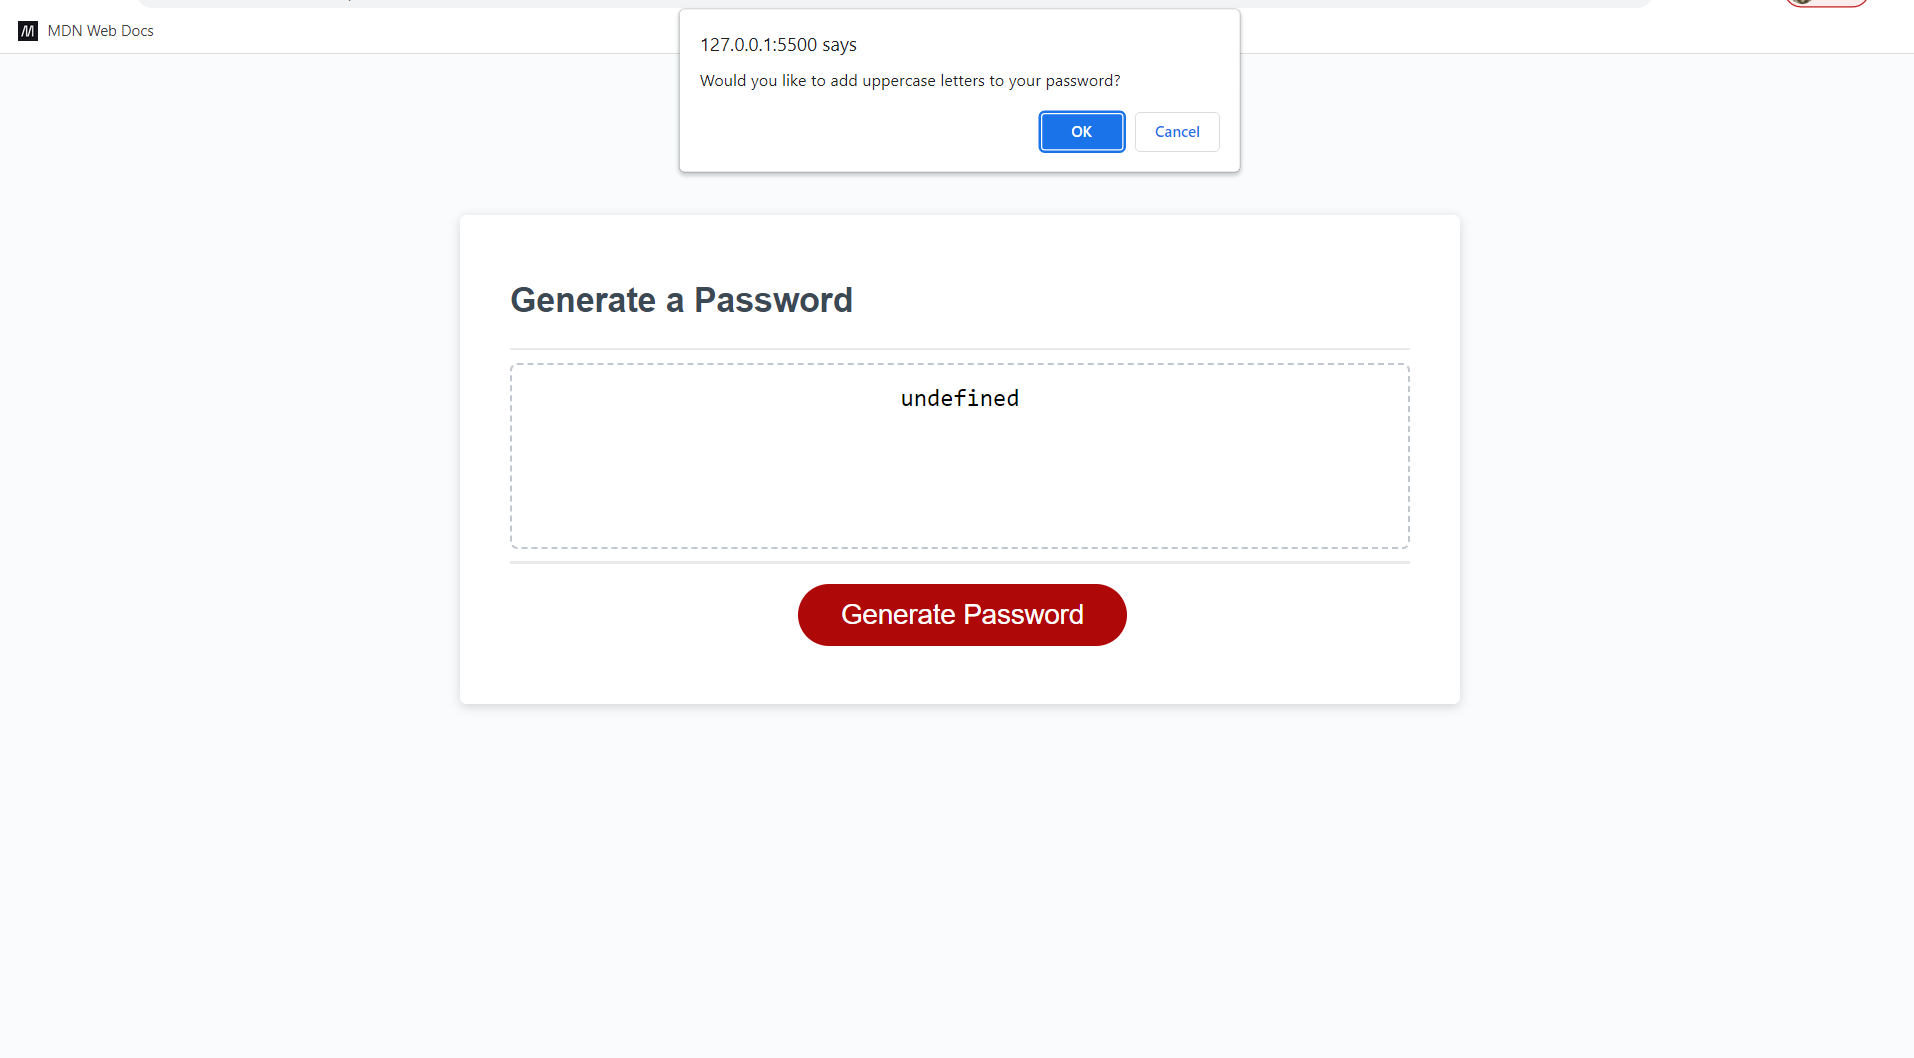 MDN Web Docs
127.0.0.1:5500 says
Would you like to add uppercase letters to your password?
OK
Cancel
Generate a Password
undefined
Generate Password